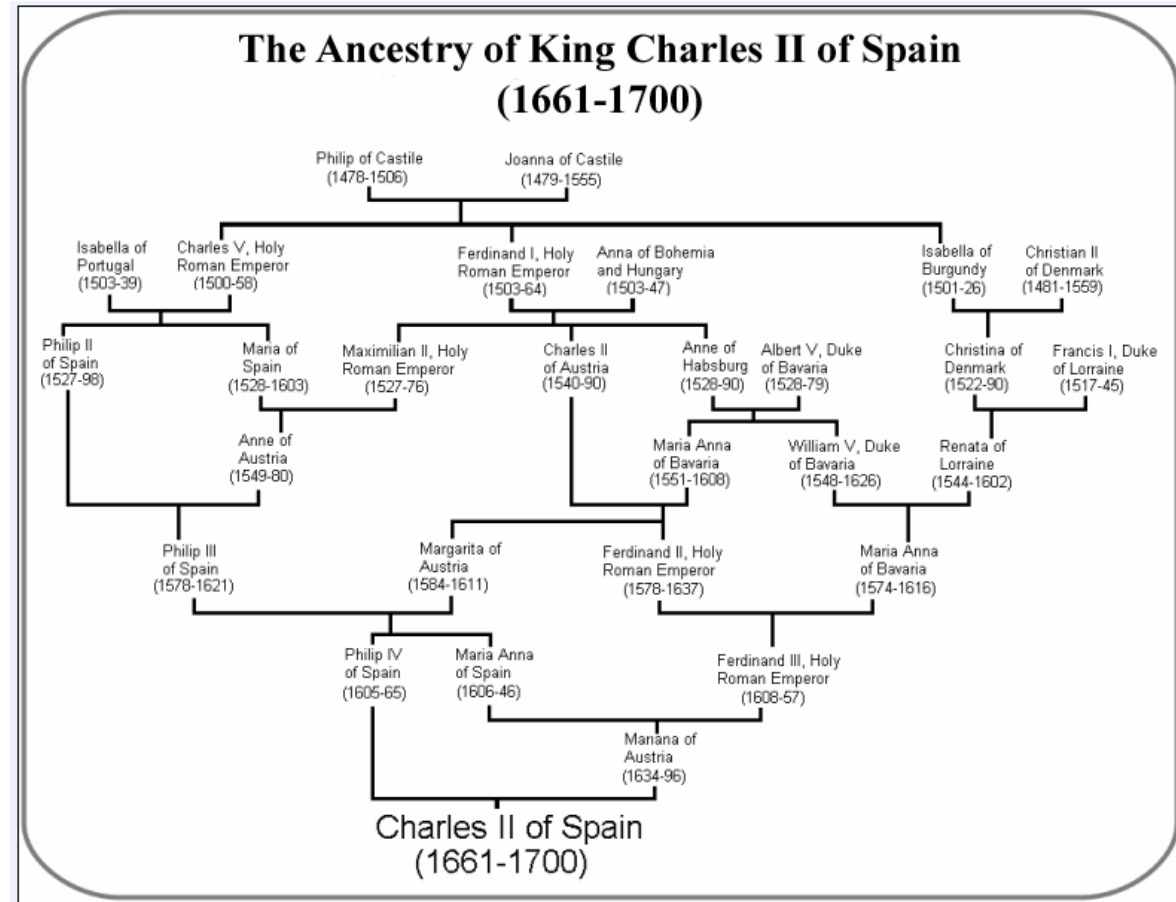 The Ancestry of King Charles II of Spain
(1661-1700)
Philip of Castile
(1478-1506)
Joanna of Castile
(1479-1555)
Isabella of
Portugal
(1503-39)
Charles V, Holy
Roman Emperor
(1500-58)
Ferdinand I, Holy
Roman Emperor
(1503-64)
Anna of Bohemia
and Hungary
(1503-47)
Isabella of
Burgundy
(1501-26)
Christian II
of Denmark
(1481-1559)
Philip II
of Spain
(1527-98)
Maria of
Spain
(1528-1603)
Maximilian II, Holy
Roman Emperor
(1527-76)
Charles II
of Austria
(1540-90)
Anne of
Habsburg
(1528-90)
Albert V, Duke
of Bavaria
(1528-79)
Christina of
Denmark
(1522-90)
Francis I, Duke
of Lorraine
(1517-45)
Anne of
Austria
(1549-80)
Maria Anna
of Bavaria
(1551-1608)
William V, Duke
of Bavaria
(1548-1626)
Renata of
Lorraine
(1544-1602)
Philip III
of Spain
(1578-1621)
Margarita of
Austria
(1584-1611)
Ferdinand II, Holy
Roman Emperor
(1578-1637)
Maria Anna
of Bavaria
(1574-1616)
Philip IV
of Spain
(1605-65)
Maria Anna
of Spain
(1606-46)
Ferdinand III, Holy
Roman Emperor
(1608-57)
Mariana of
Austria
(1634-96)
Charles II of Spain
(1661-1700)